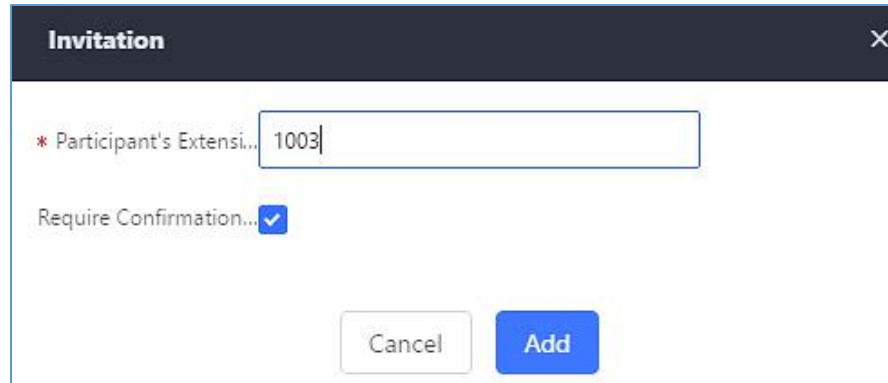 Invitation
* Participant's Extensi... 1003
Require Confirmation...
Cancel Add